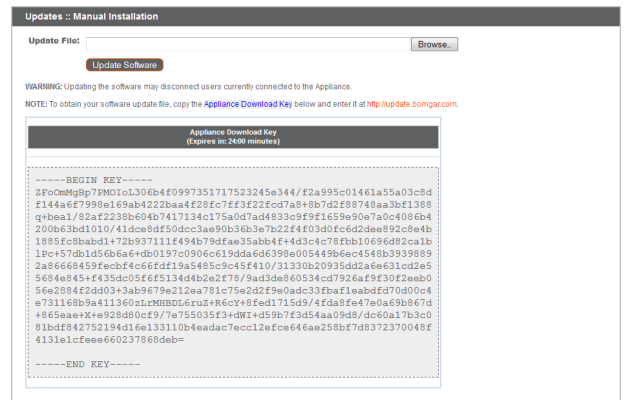 Updates :: Manual Installation
Update File:
Browse..
Update Software
WARNING: Updating the software may disconnect users currently connected to the Appliance.
NOTE: To obtain your software update file, copy the Appliance Download Key below and enter it at http://update.bomgar.com.
Appliance Download Key
(Expires in: 24:00 minutes)
-----BEGIN KEY-----
ZFoOmMgBp7PMOIoL306b4f0997351717523245e344/f2a995c01461a55a03c8d
f144a6f7998e169ab4222baa4f28fc7ff3f22fcd7a8+8b7d2f88748aa3bf1388
q+bea1/82af2238b604b7417134c175a0d7ad4833c9f9f1659e90e7a0c4086b4
200b63bd1010/41dce8df50dcc3ae90b36b3e7b22f4f03d0fc6d2dee892c8e4b
1885fc8babd1+72b937111f494b79dfae35abb4f+4d3c4c78fbb10696d82ca1b
1Pc+57db1d56b6a6+db0197c0906c619dda6d6398e005449b6ec4548b3939889
2a86668459fecbf4c66fdf19a5485c9c45f410/31330b20935dd2a6e631cd2e5
5684e845+f435dc05f6f5134d4b2e2f78/9ad3de860534cd7926af9f30f2eeb0
56e2884f2dd03+3ab9679e212ea781c75e2d2f9e0adc33fbaf1eabdfd70d00c4
e731168b9a411360zLrMHBDL6ruZ+R6cY+8fed1715d9/4fda8fe47e0a69b867d
+865eae+X+e928d80cf9/7e755035f3+dWI+d59b7f3d54aa09d8/dc60a17b3c0
81bdf842752194d16e133110b4eadac7ecc12efce646ae258bf7d8372370048f
4131e1cfeee660237868deb=
-----END KEY-----